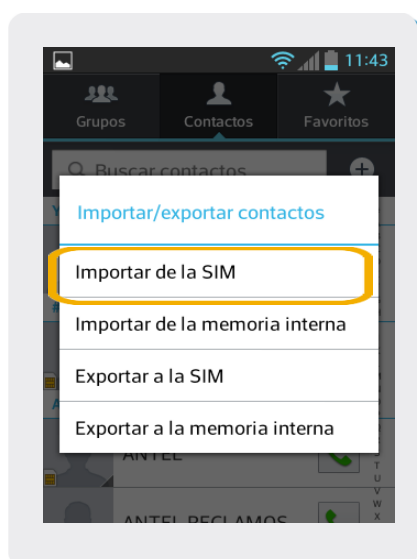 11:43
Grupos Contactos Favoritos
Buscar contactos
Y
Importar/exportar contactos
Importar de la SIM
#
Importar de la memoria interna
Exportar a la SIM
A
Exportar a la memoria interna
ANTEL
T
U
V
W
X
ANTEL RECLAMOS